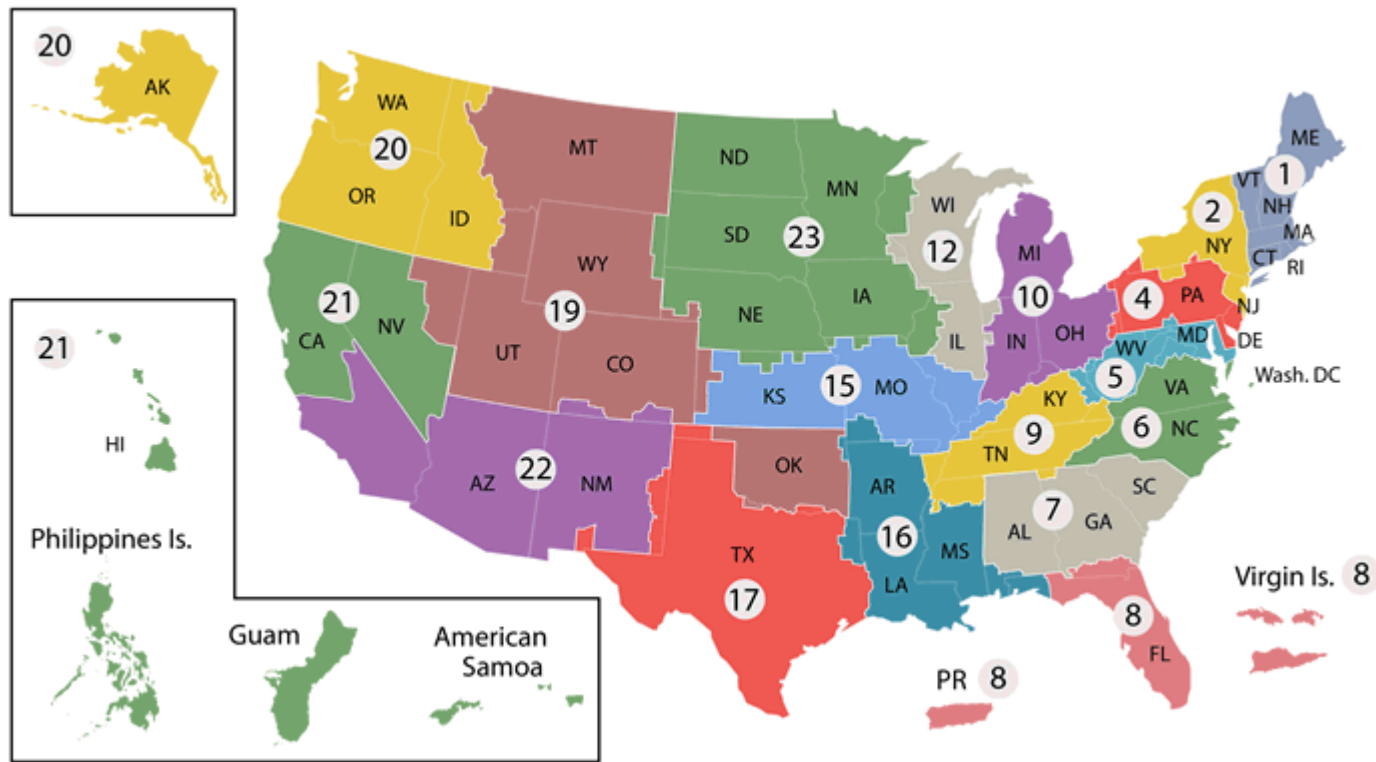 20
AK
WA
20
OR
ID
MT
ND
MN
SD
23
WY
19
NE
IA
WI
12
MI
10
ME
VT
1
NH
2
NY
MA
CT
RI
4
PA
NJ
DE
MD
WV
5
Wash. DC
21
CA
NV
UT
CO
KS
15
MO
IL
IN
OH
KY
VA
6
NC
9
TN
AZ
22
NM
OK
AR
16
MS
LA
AL
7
GA
SC
TX
17
8
FL
PR 8
Virgin Is. 8
21
HI
Philippines Is.
Guam
American
Samoa